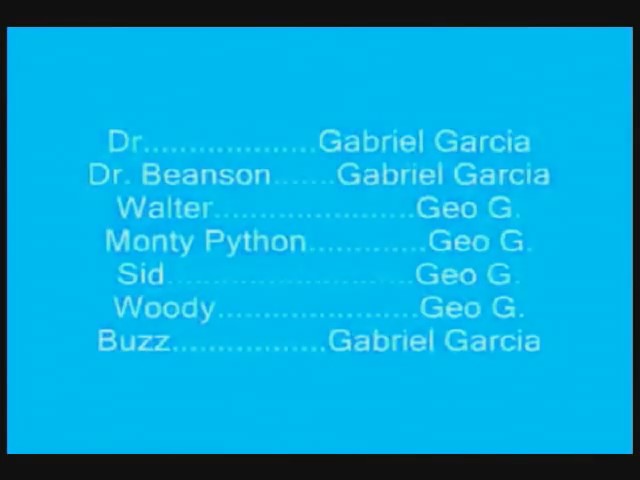 Dr...................Gabriel Garcia
Dr. Beanson.......Gabriel Garcia
Walter......................Geo G.
Monty Python.............Geo G.
Sid...........................Geo G.
Woody......................Geo G.
Buzz.................Gabriel Garcia